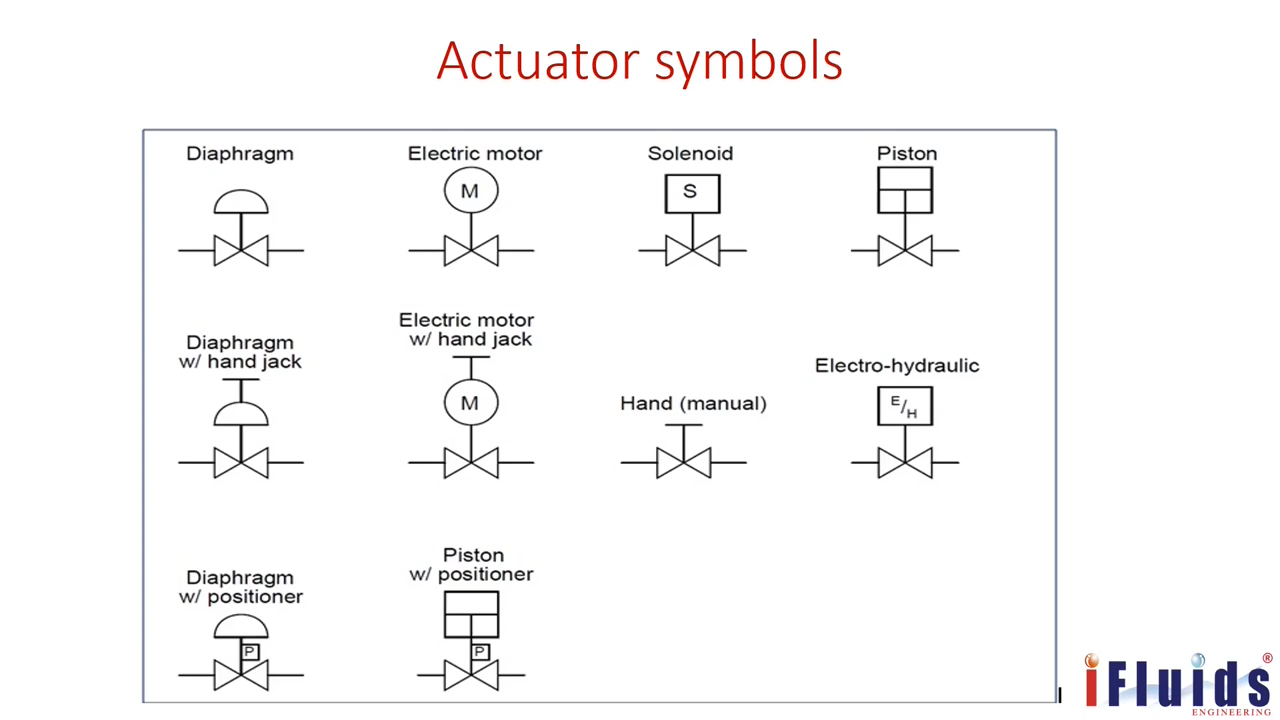 Actuator symbols
Diaphragm
Electric motor
Solenoid
Piston
M
S
Diaphragm
w/ hand jack
Electric motor
w/ hand jack
Hand (manual)
Electro-hydraulic
M
E/H
Diaphragm
w/ positioner
Piston
w/ positioner
P
P
iFluids®
ENGINEERING